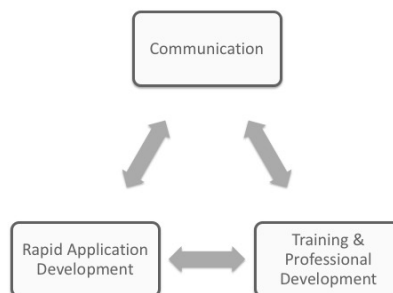 Communication
Rapid Application
Development
Training &
Professional
Development